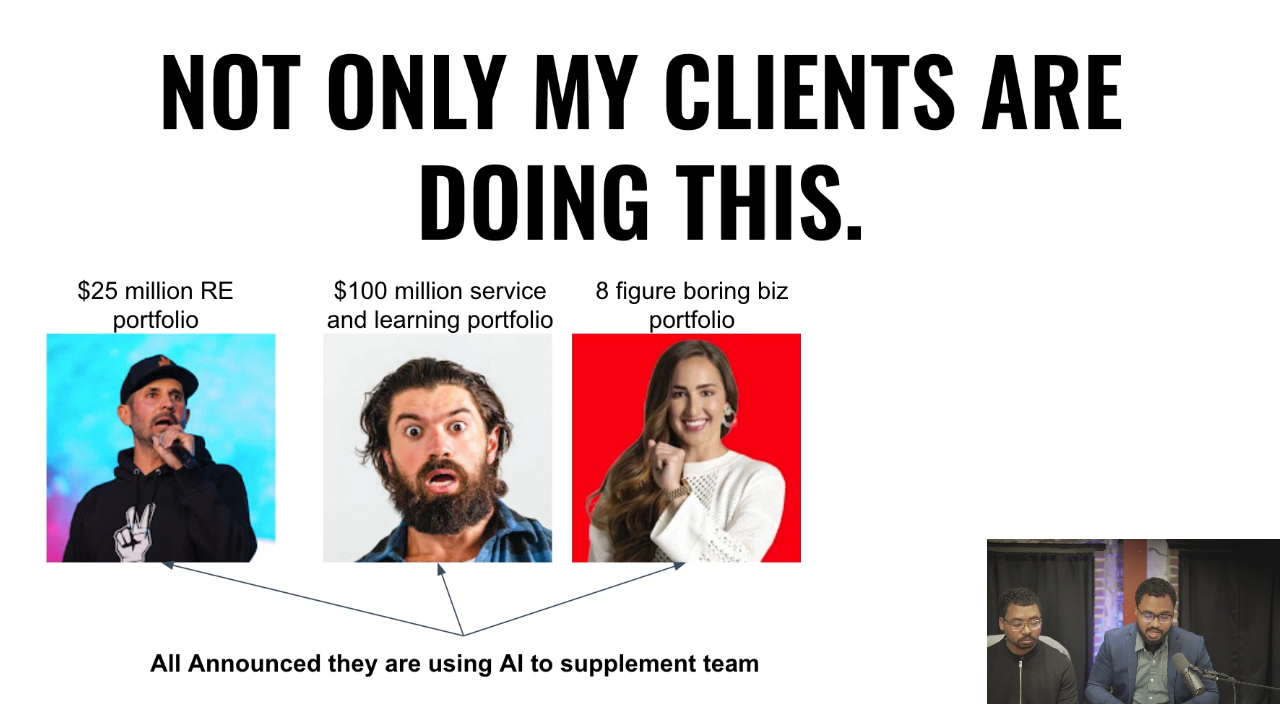 NOT ONLY MY CLIENTS ARE
DOING THIS.
$25 million RE
portfolio
$100 million service
and learning portfolio
8 figure boring biz
portfolio
All Announced they are using AI to supplement team